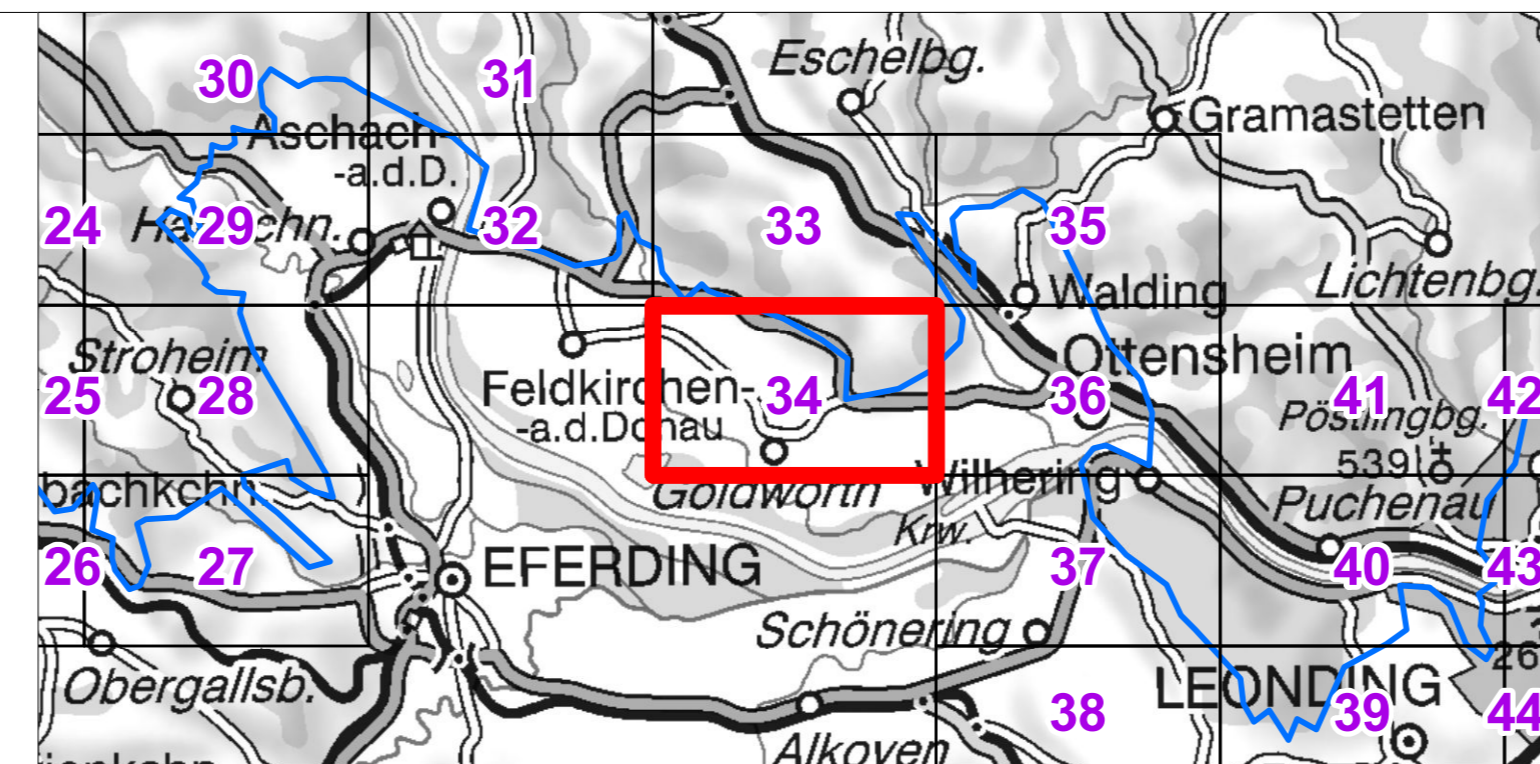 Eschelbg.
30
31
Gramastetten
Aschach
-a.d.D.
24
29
32
33
35
Lichtenbg.
Walding
Stroheim
Ottensheim
Feldkirchen-
-a.d.Donau
25
28
34
36
41
42
Pöstlingbg.
539
Goldwörth
Wilhering
Puchenau
Krw.
26
27
EFERDING
37
40
43
Schönering
26
Obergallsb.
LEONDING
38
39
44
Alkoven